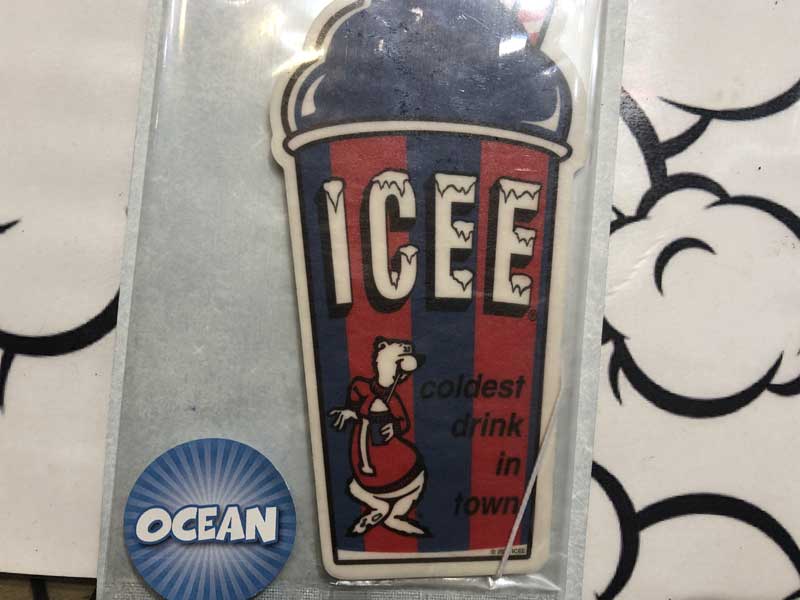 ICEE®
coldest
drink
in
town
OCEAN